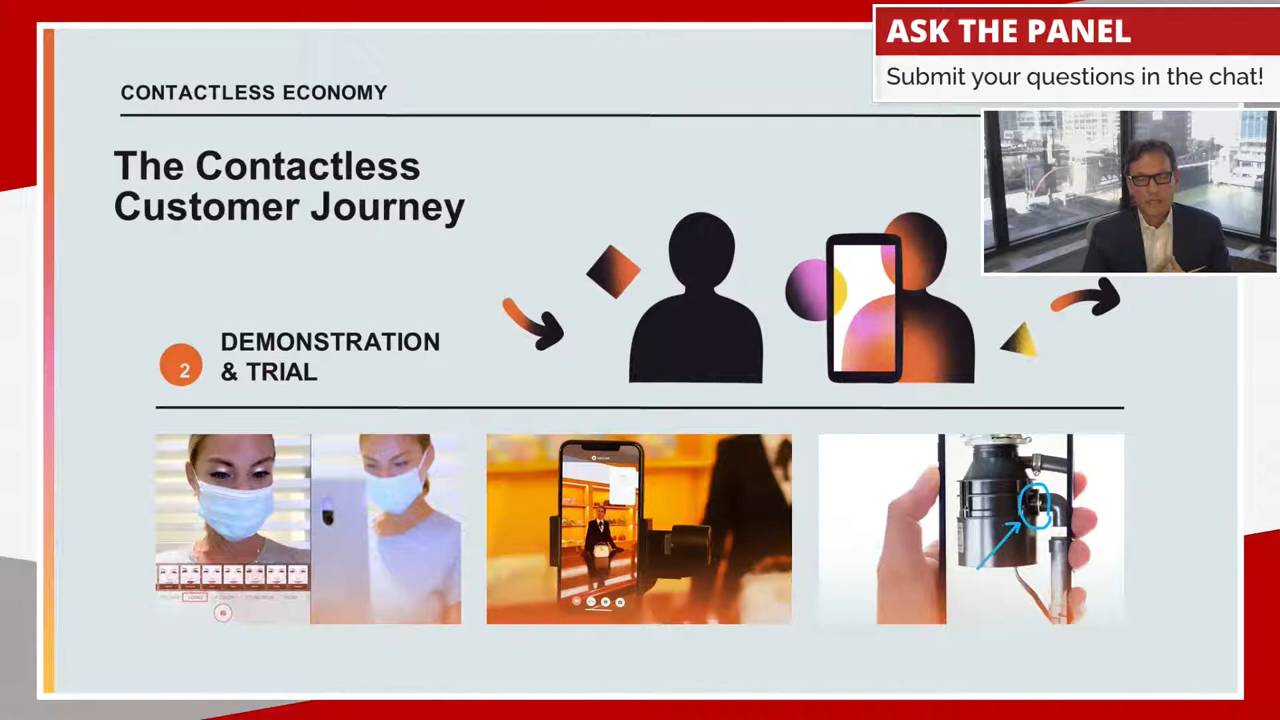 ASK THE PANEL
Submit your questions in the chat!
CONTACTLESS ECONOMY
The Contactless
Customer Journey
2
DEMONSTRATION
& TRIAL